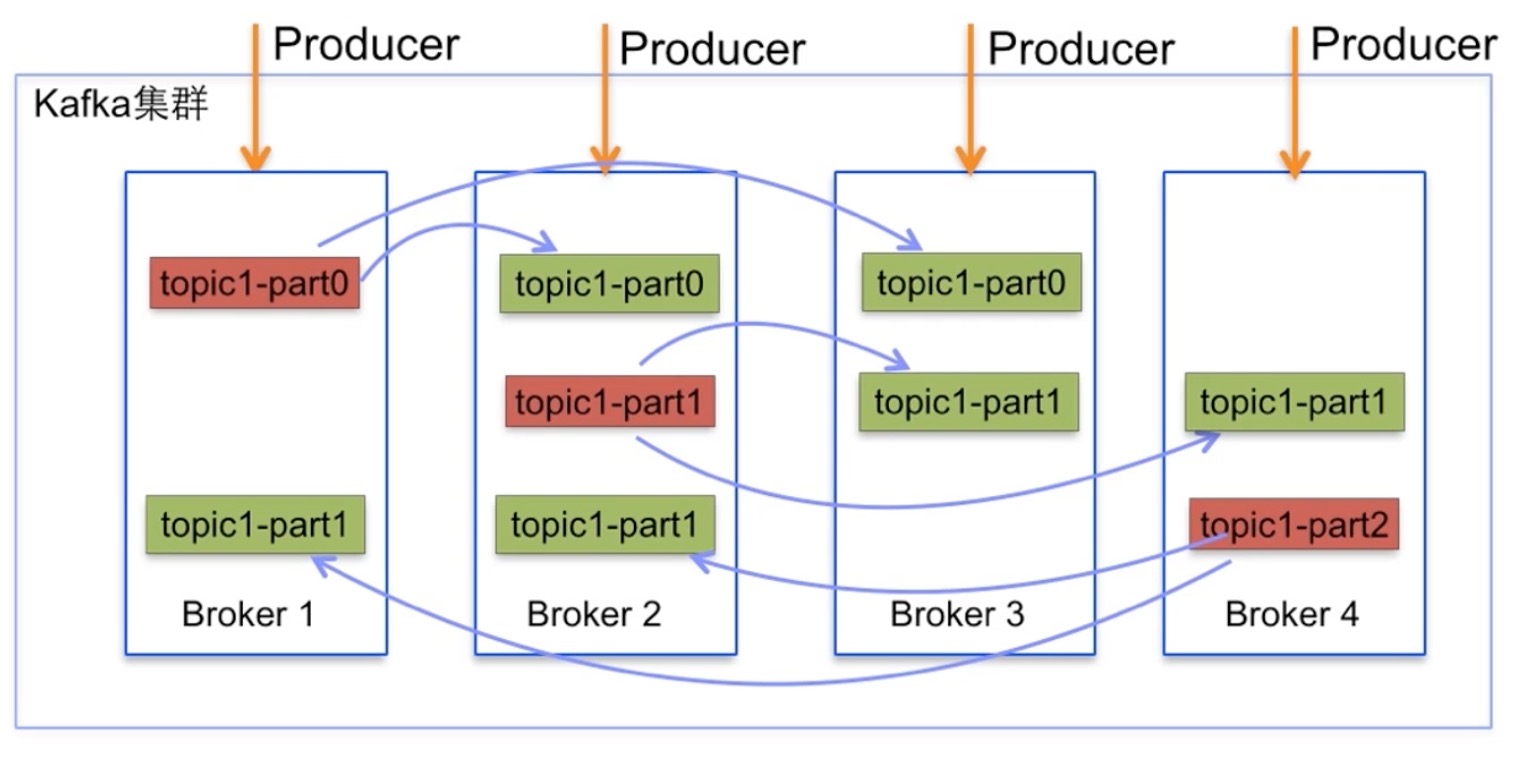 Producer
Producer
Producer
Producer
Kafka集群
topic1-part0
topic1-part0
topic1-part0
topic1-part1
topic1-part1
topic1-part1
topic1-part1
topic1-part1
topic1-part2
Broker 1
Broker 2
Broker 3
Broker 4